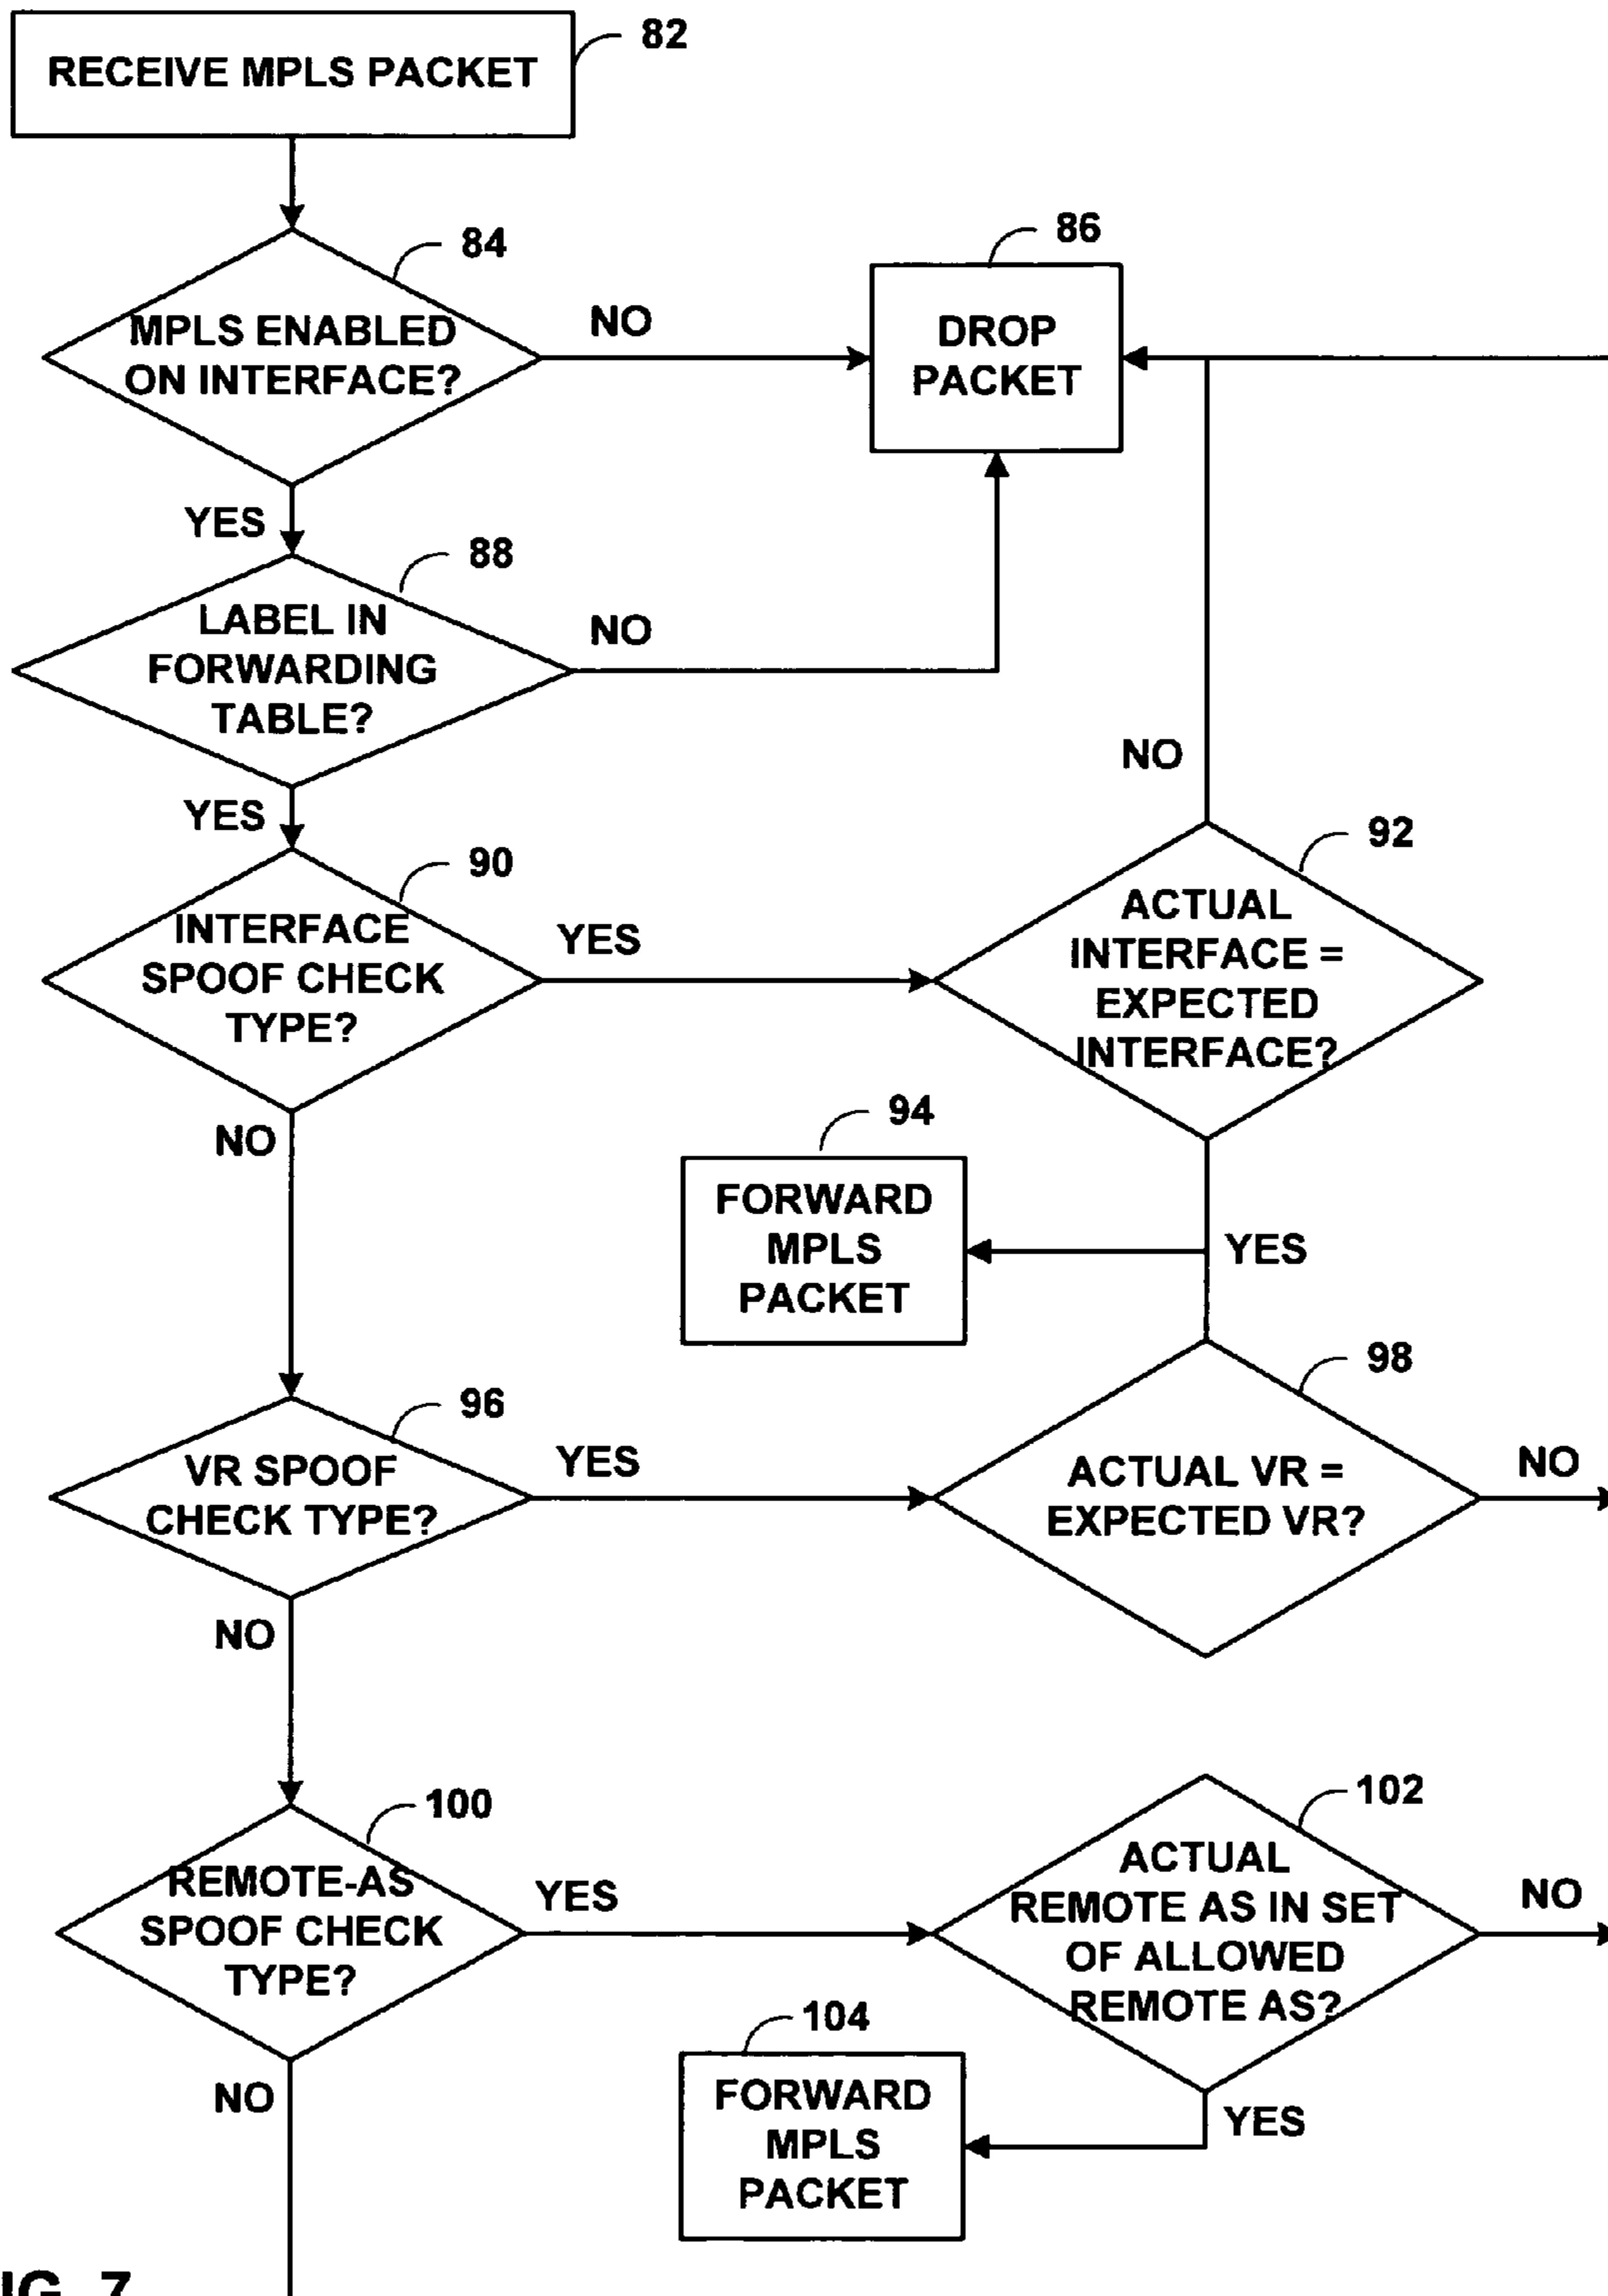 RECEIVE MPLS PACKET
82
84
MPLS ENABLED
ON INTERFACE?
NO
86
DROP
PACKET
YES
88
LABEL IN
FORWARDING
TABLE?
NO
YES
NO
90
INTERFACE
SPOOF CHECK
TYPE?
YES
92
ACTUAL
INTERFACE =
EXPECTED
INTERFACE?
NO
94
FORWARD
MPLS
PACKET
YES
96
VR SPOOF
CHECK TYPE?
YES
98
ACTUAL VR =
EXPECTED VR?
NO
NO
100
REMOTE-AS
SPOOF CHECK
TYPE?
YES
102
ACTUAL
REMOTE AS IN SET
OF ALLOWED
REMOTE AS?
NO
NO
104
FORWARD
MPLS
PACKET
YES
IG. 7